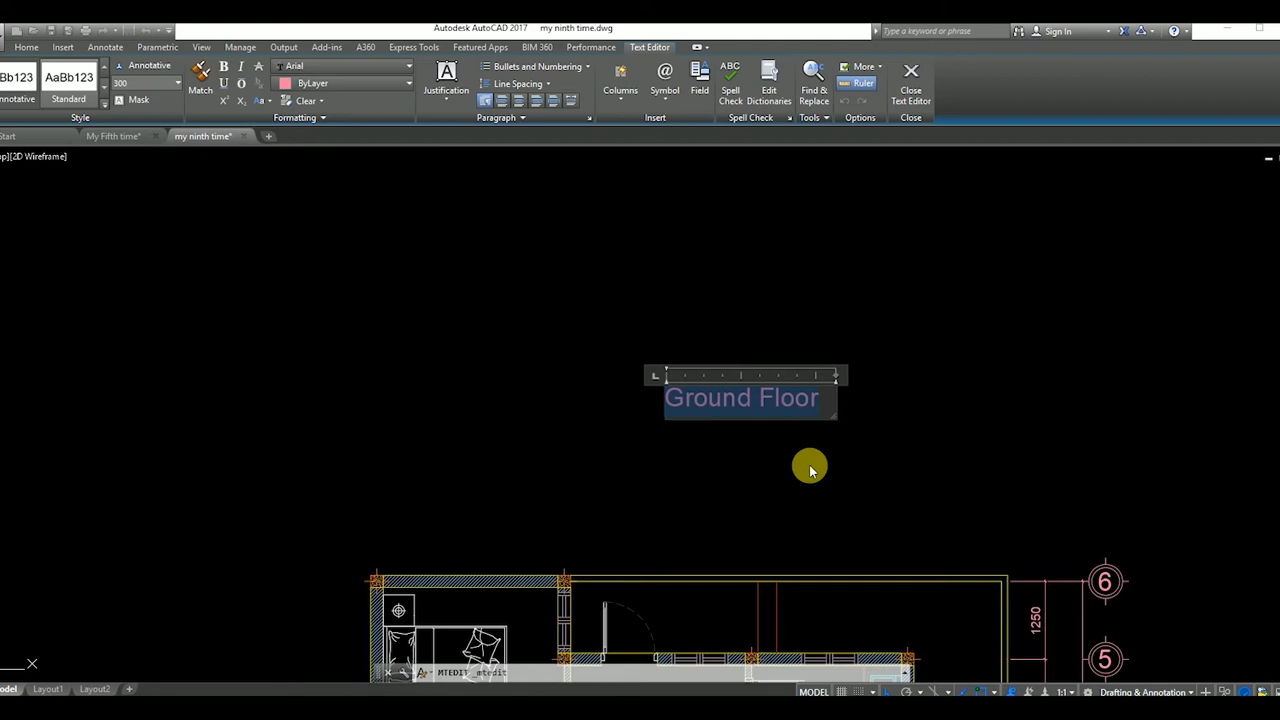 Autodesk AutoCAD 2017 my ninth time.dwg
Type a keyword or phrase
Sign In
Home Insert Annotate Parametric View Manage Output Add-ins A360 Express Tools Featured Apps BIM 360 Performance Text Editor
AaBb123
Standard
Annotative
300
Mask
Style
Match
B I A
U O
Arial
ByLayer
Aa
Clear
Formatting
A
Justification
Bullets and Numbering
Line Spacing
Paragraph
Columns
@
Symbol
Field
Insert
ABC
Spell
Check
Edit
Dictionaries
Spell Check
Find &
Replace
Tools
More
Ruler
Options
Close
Text Editor
Close
Start My Fifth time* my ninth time*
[2D Wireframe]
Ground Floor
6
1250
5
MTEDIT _mtedit
Layout1 Layout2
MODEL
1:1
Drafting & Annotation